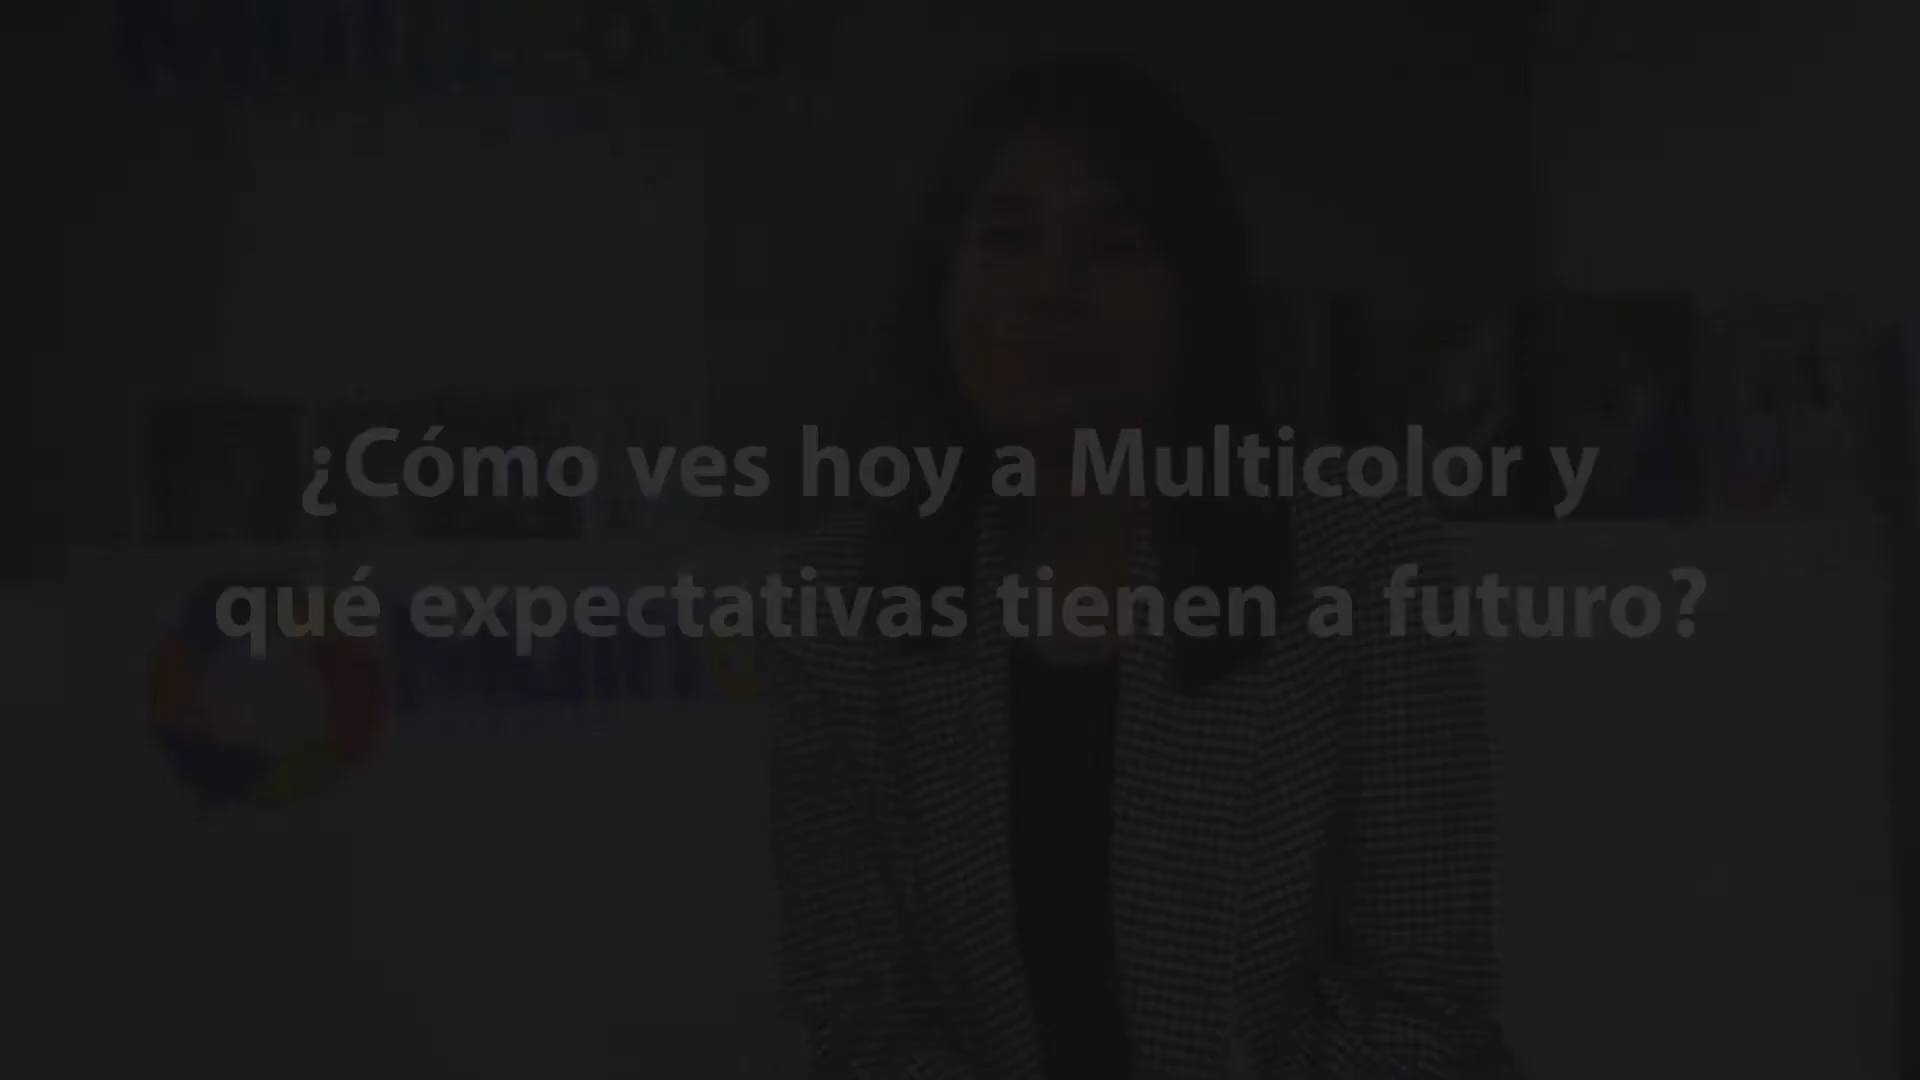 ¿Cómo ves hoy a Multicolor y
qué expectativas tienen a futuro?